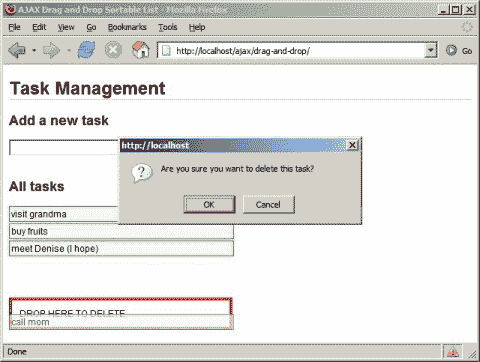 AJAX Drag and Drop Sortable List - Mozilla Firefox
File Edit View Go Bookmarks Tools Help
http://localhost/ajax/drag-and-drop/
Go
Task Management
Add a new task
http://localhost
Are you sure you want to delete this task?
OK Cancel
All tasks
visit grandma
buy fruits
meet Denise (I hope)
DROP HERE TO DELETE
call mom
Done